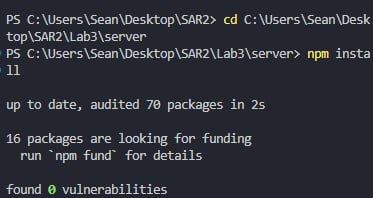 PS C:\Users\Sean\Desktop\SAR2> cd C:\Users\Sean\Desk
top\SAR2\Lab3\server
PS C:\Users\Sean\Desktop\SAR2\Lab3\server> npm insta
ll
up to date, audited 70 packages in 2s
16 packages are looking for funding
  run `npm fund` for details
found 0 vulnerabilities